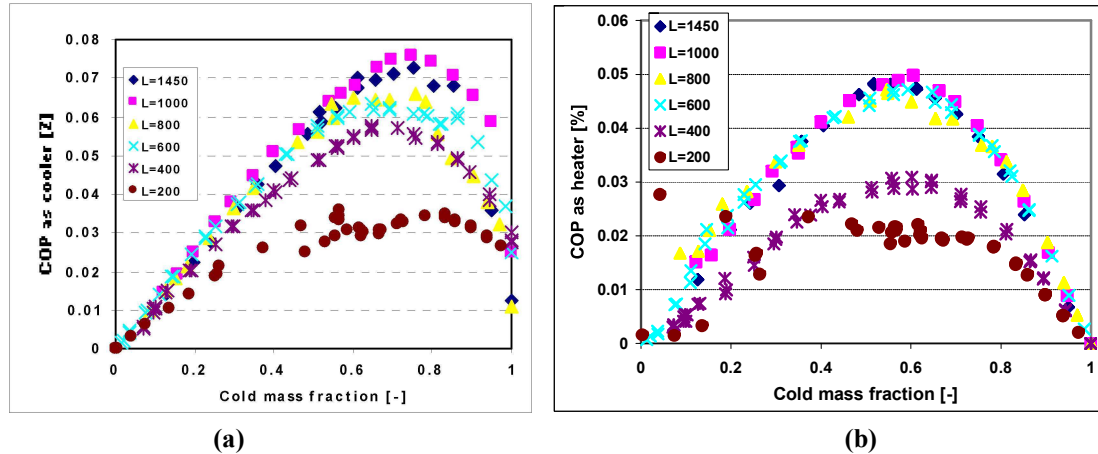 COP as cooler [Z]
0.08
0.07
0.06
0.05
0.04
0.03
0.02
0.01
0
L=1450
L=1000
L=800
L=600
L=400
L=200
0
0.2
0.4
0.6
0.8
1
Cold mass fraction [-]
(a)
COP as heater [%]
0.06
0.05
0.04
0.03
0.02
0.01
0
L=1450
L=1000
L=800
L=600
L=400
L=200
0
0.2
0.4
0.6
0.8
1
Cold mass fraction [-]
(b)